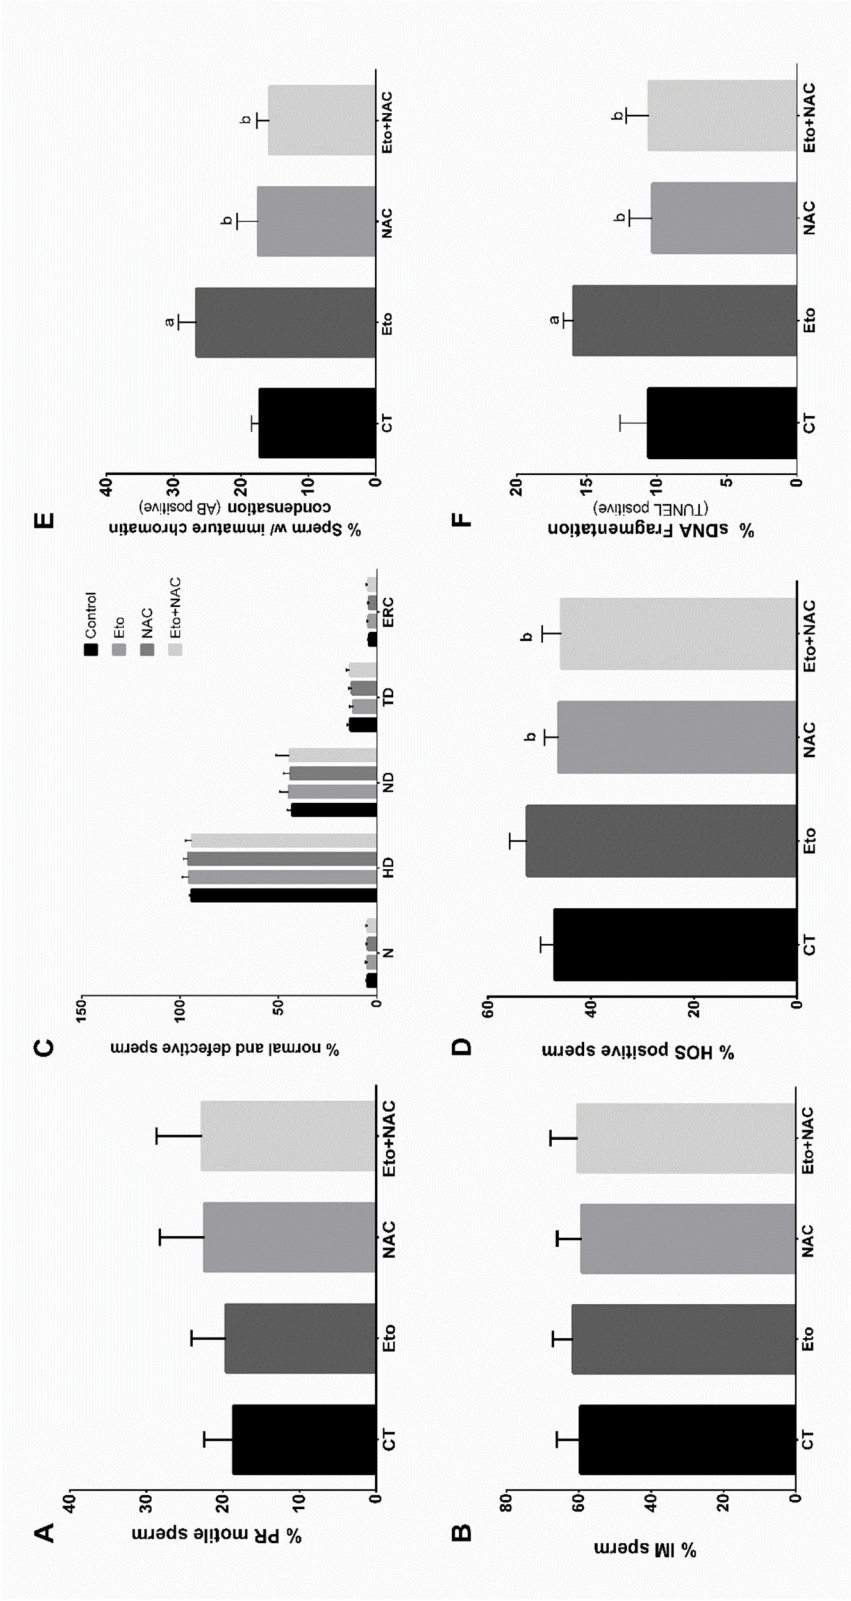 A
% PR motile sperm
40
30
20
10
0
CT
Eto
NAC
Eto+NAC
B
% IM sperm
80
60
40
20
0
CT
Eto
NAC
Eto+NAC
C
% normal and defective sperm
150
100
50
0
N
HD
ND
TD
ERC
Control
Eto
NAC
Eto+NAC
D
% HOS positive sperm
60
40
20
0
CT
Eto
NAC
Eto+NAC
b
b
E
% Sperm w/ immature chromatin
condensation (AB positive)
40
30
20
10
0
CT
Eto
NAC
Eto+NAC
a
b
b
F
% sDNA Fragmentation
(TUNEL positive)
20
15
10
5
0
CT
Eto
NAC
Eto+NAC
a
b
b